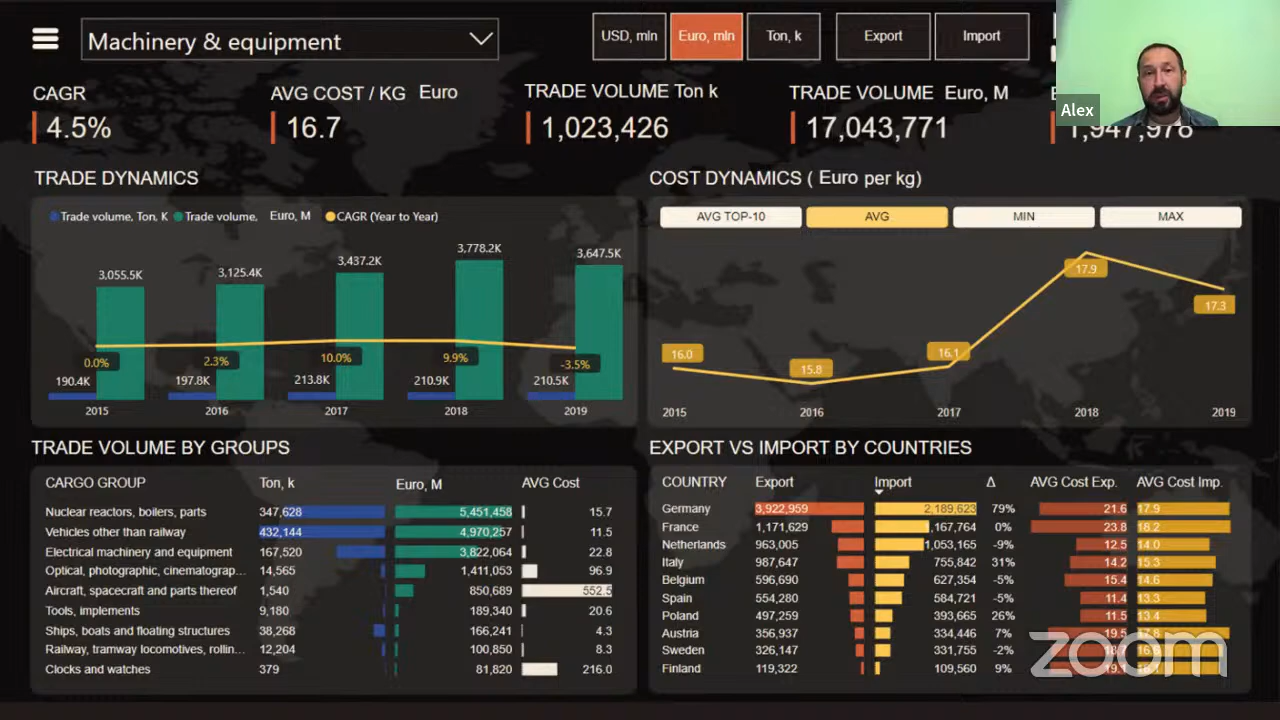 Machinery & equipment
USD, mln
Euro, mln
Ton, k
Export
Import
Alex
CAGR
4.5%
AVG COST / KG Euro
16.7
TRADE VOLUME Ton k
1,023,426
TRADE VOLUME Euro, M
17,043,771
1,947,978
TRADE DYNAMICS
Trade volume, Ton, K Trade volume, Euro, M CAGR (Year to Year)
3,055.5K 3,125.4K 3,437.2K 3,778.2K 3,647.5K
0.0% 2.3% 10.0% 9.9% -3.5%
190.4K 197.8K 213.8K 210.9K 210.5K
2015 2016 2017 2018 2019
COST DYNAMICS ( Euro per kg)
AVG TOP-10 AVG MIN MAX
16.0 15.8 16.1 17.9 17.3
2015 2016 2017 2018 2019
TRADE VOLUME BY GROUPS
CARGO GROUP Ton, k Euro, M AVG Cost
Nuclear reactors, boilers, parts 347,628 5,451,458 15.7
Vehicles other than railway 432,144 4,970,257 11.5
Electrical machinery and equipment 167,520 3,822,064 22.8
Optical, photographic, cinematograp... 14,565 1,411,053 96.9
Aircraft, spacecraft and parts thereof 1,540 850,689 552.5
Tools, implements 9,180 189,340 20.6
Ships, boats and floating structures 38,268 166,241 4.3
Railway, tramway locomotives, rollin... 12,204 100,850 8.3
Clocks and watches 379 81,820 216.0
EXPORT VS IMPORT BY COUNTRIES
COUNTRY Export Import Δ AVG Cost Exp. AVG Cost Imp.
Germany 3,922,959 2,189,623 79% 21.6 17.9
France 1,171,629 1,167,764 0% 23.8 18.2
Netherlands 963,005 1,053,165 -9% 12.5 14.0
Italy 987,647 755,842 31% 14.2 15.3
Belgium 596,690 627,354 -5% 15.4 14.6
Spain 554,280 584,721 -5% 11.4 13.3
Poland 497,259 393,665 26% 11.5 13.4
Austria 356,937 334,446 7% 19.5 17.8
Sweden 326,147 331,755 -2% 18.7
Finland 119,322 109,560 9% 19.1
zoom